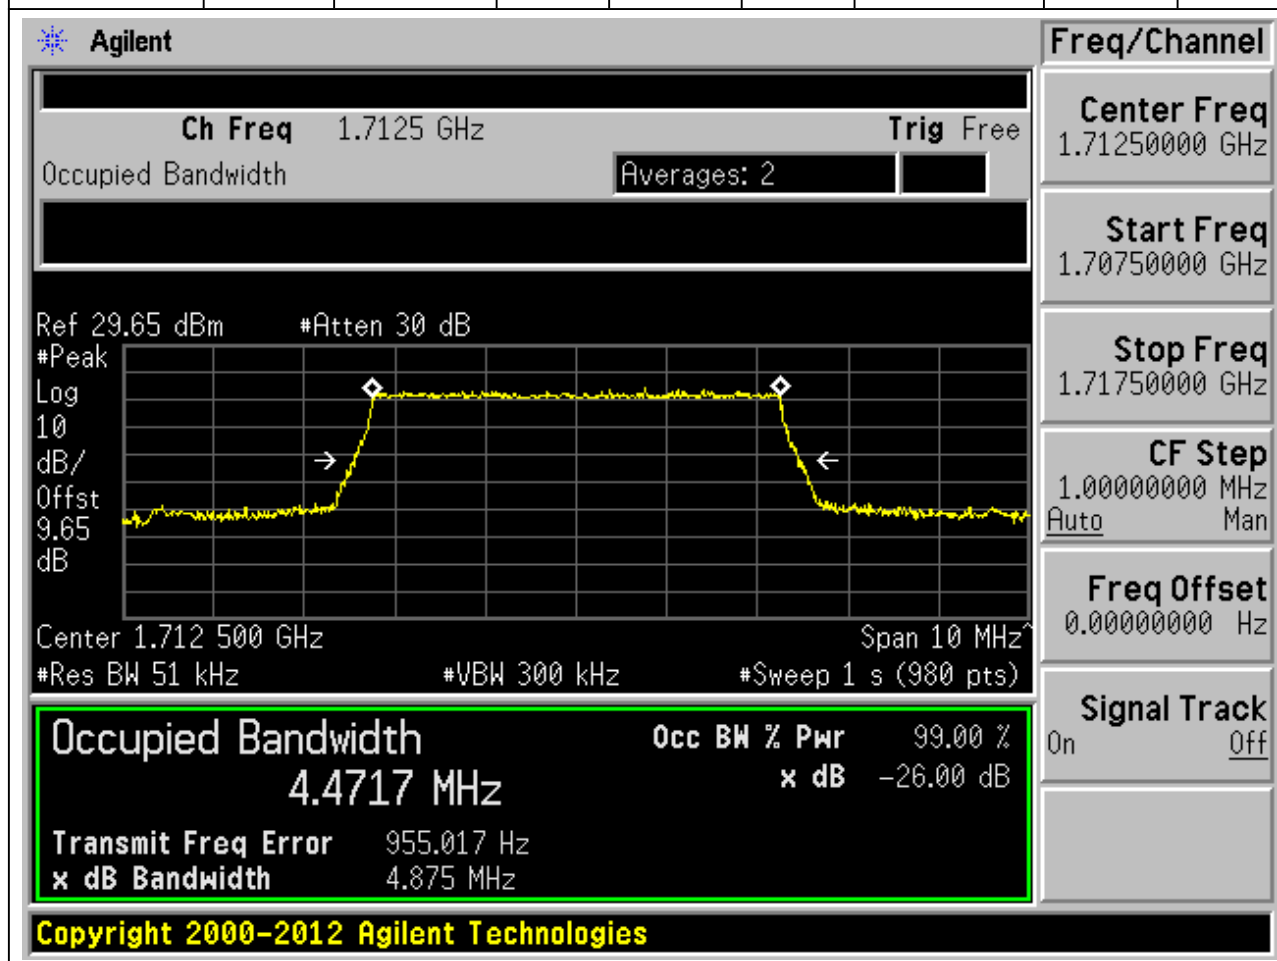 Agilent
Freq/Channel
Ch Freq 1.7125 GHz Trig Free
Occupied Bandwidth Averages: 2
Center Freq
1.71250000 GHz
Start Freq
1.70750000 GHz
Stop Freq
1.71750000 GHz
CF Step
1.00000000 MHz
Auto Man
Freq Offset
0.00000000 Hz
Signal Track
On Off
Ref 29.65 dBm #Atten 30 dB
#Peak
Log
10
dB/
Offst
9.65
dB
Center 1.712 500 GHz Span 10 MHz^
#Res BW 51 kHz #VBW 300 kHz #Sweep 1 s (980 pts)
Occupied Bandwidth Occ BW % Pwr 99.00 %
4.4717 MHz x dB -26.00 dB
Transmit Freq Error 955.017 Hz
x dB Bandwidth 4.875 MHz
Copyright 2000-2012 Agilent Technologies